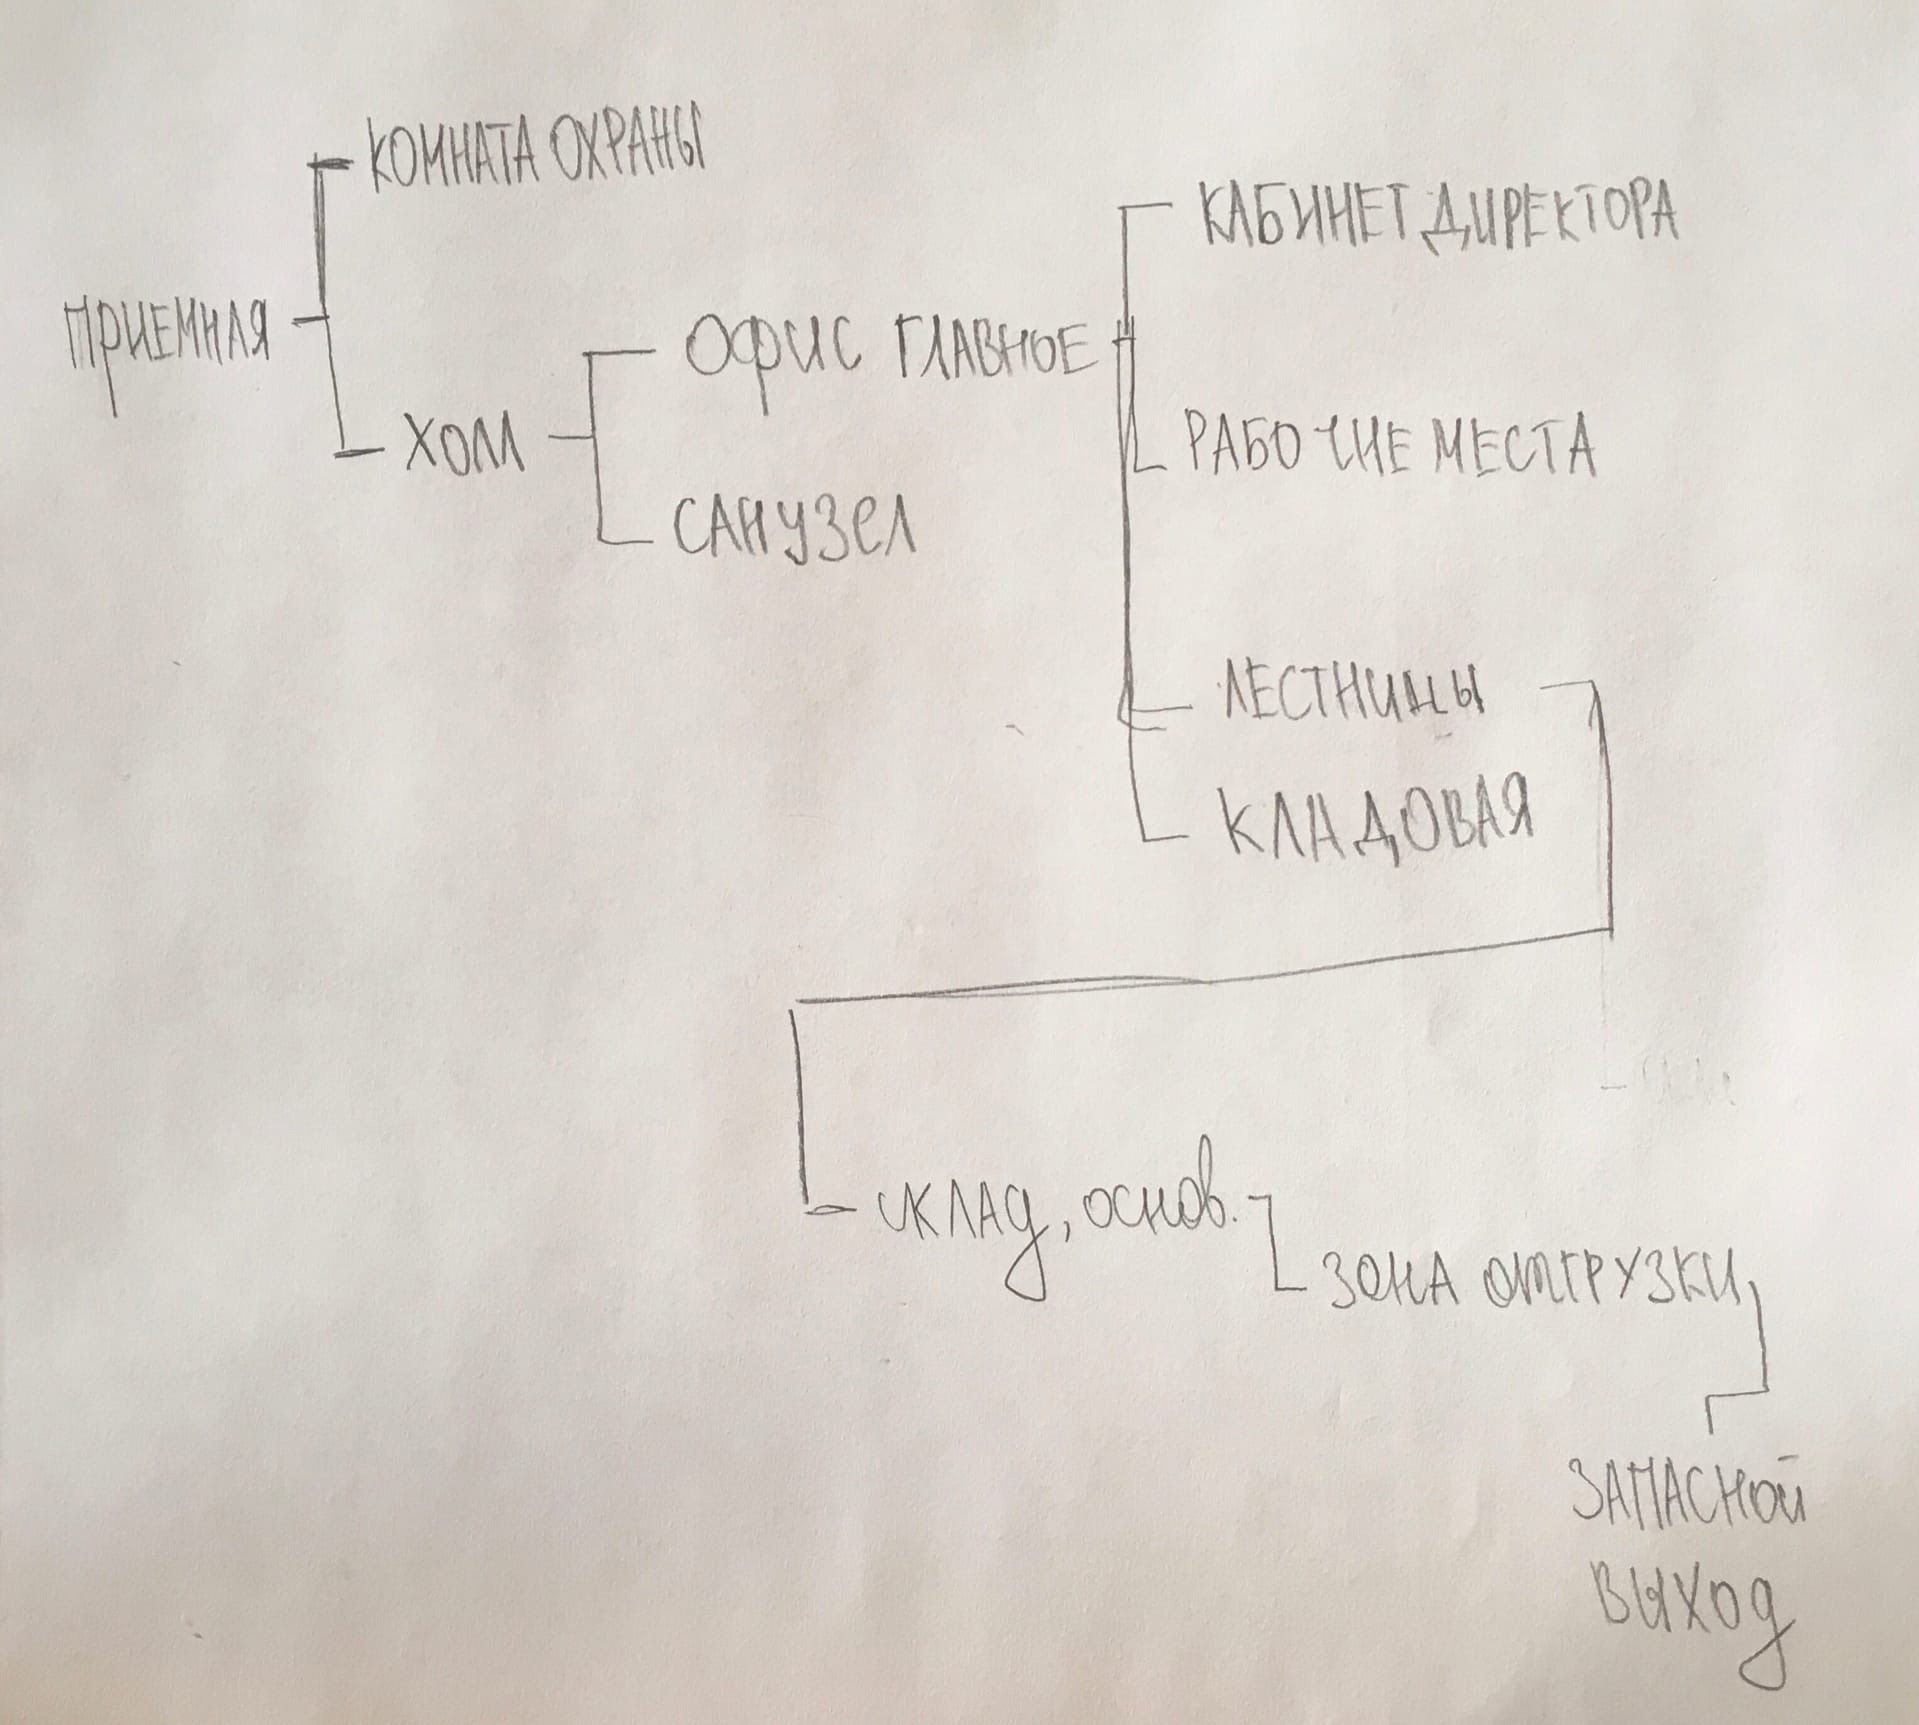 КОМНАТА ОХРАНЫ
КАБИНЕТ ДИРЕКТОРА
ПРИЕМНАЯ
ОФИС ГЛАВНОЕ
ХОЛЛ
РАБОЧИЕ МЕСТА
САНУЗЕЛ
ЛЕСТНИЦЫ
КЛАДОВАЯ
СКЛАД, ОСНОВ.
ЗОНА ОТГРУЗКИ
ЗАПАСНОЙ
ВЫХОД